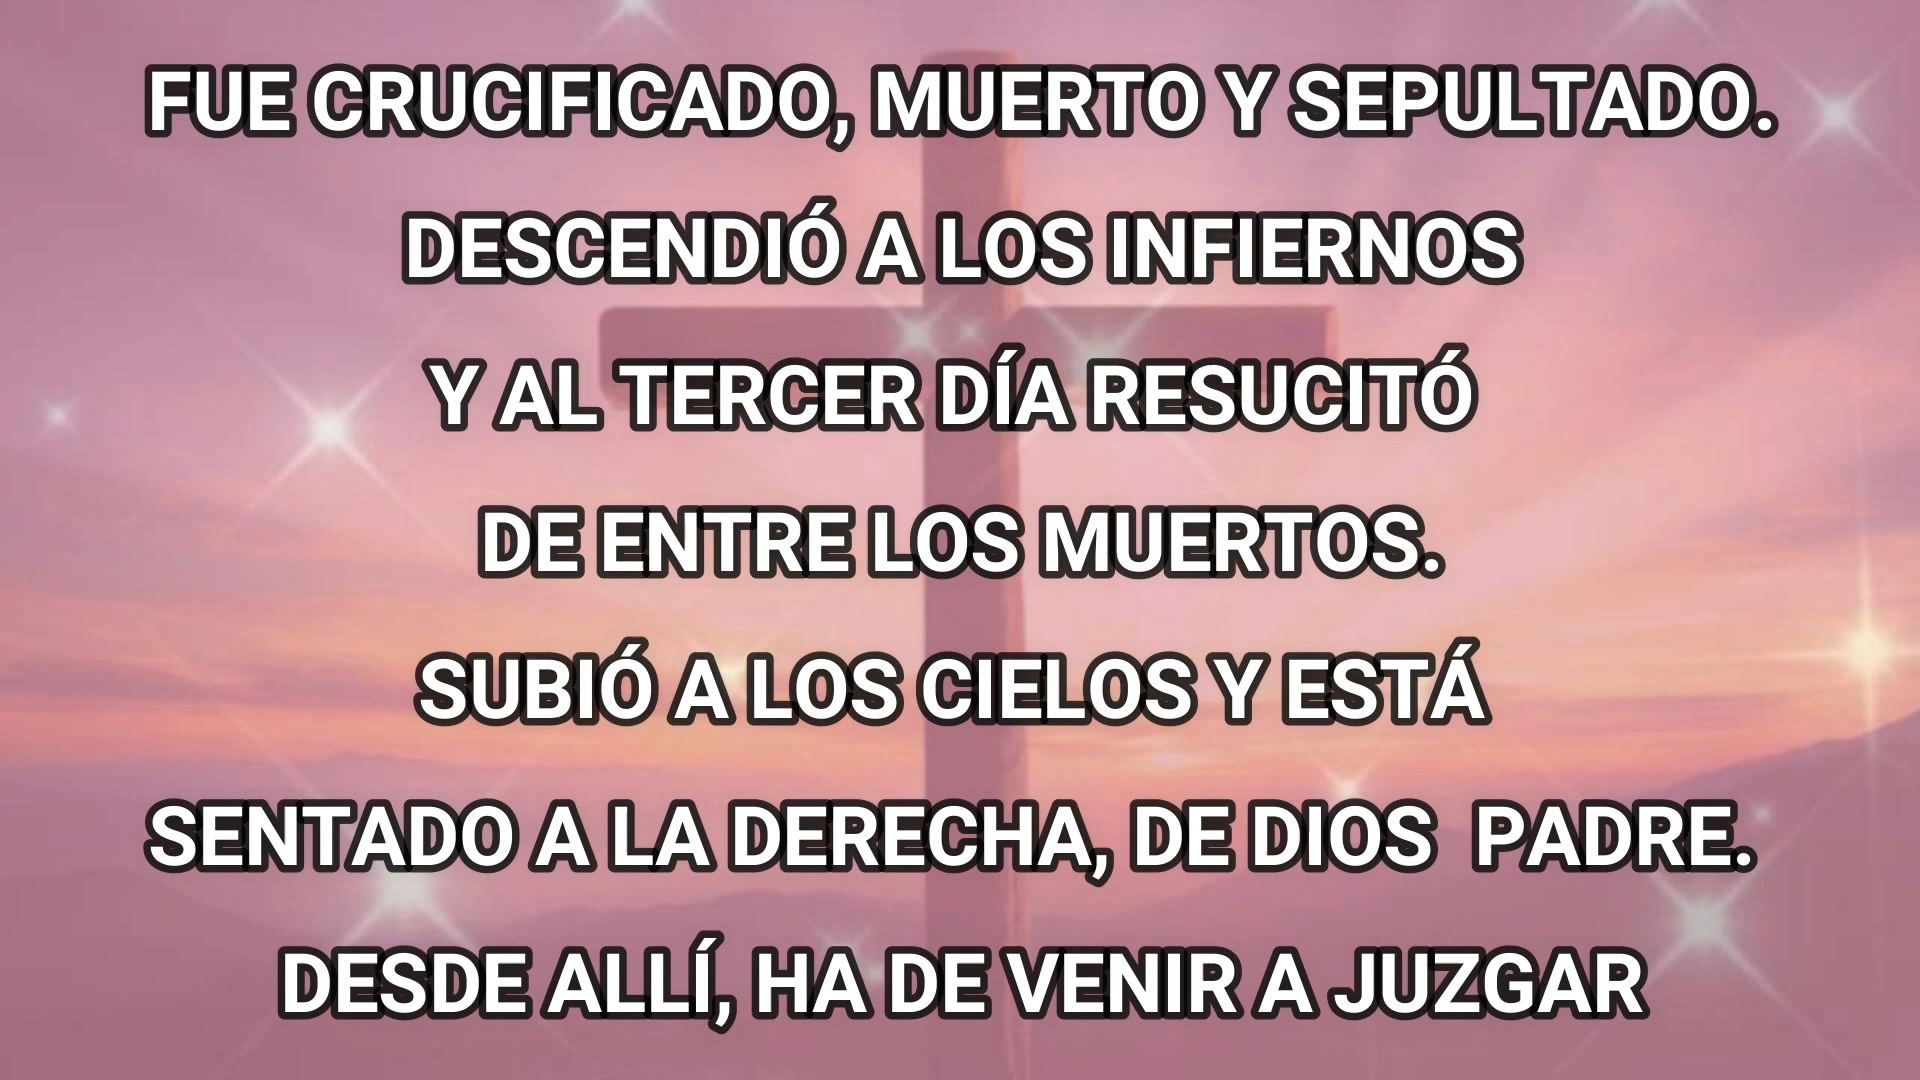 FUE CRUCIFICADO, MUERTO Y SEPULTADO.
DESCENDIÓ A LOS INFIERNOS
Y AL TERCER DÍA RESUCITÓ
DE ENTRE LOS MUERTOS.
SUBIÓ A LOS CIELOS Y ESTÁ
SENTADO A LA DERECHA, DE DIOS  PADRE.
DESDE ALLÍ, HA DE VENIR A JUZGAR